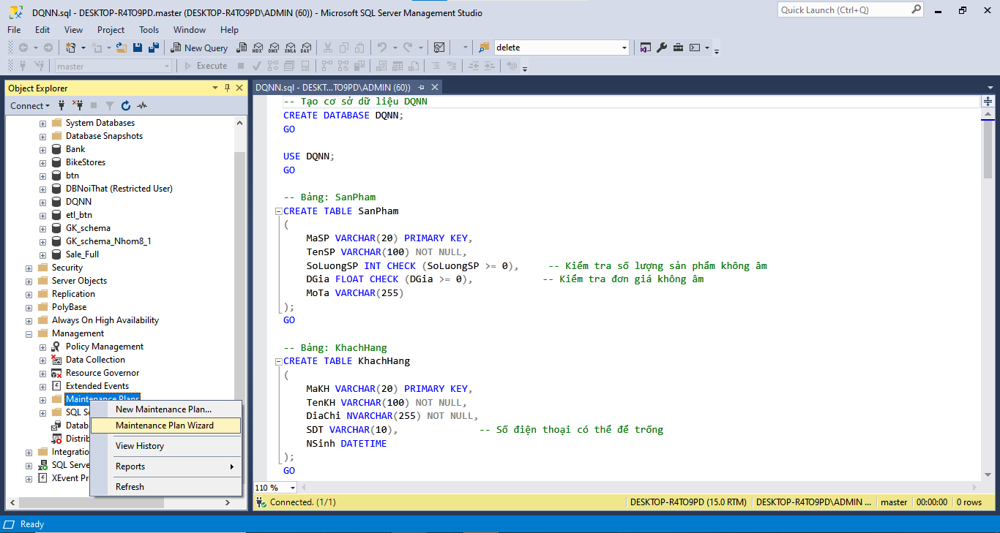 DQNN.sql - DESKTOP-R4TO9PD.master (DESKTOP-R4TO9PD\ADMIN (60)) - Microsoft SQL Server Management Studio
Quick Launch (Ctrl+Q)
File Edit View Project Tools Window Help
New Query
MDX DMX XMLA DAX
delete
master
Execute
Object Explorer
Connect
System Databases
Database Snapshots
Bank
BikeStores
btn
DBNoiThat (Restricted User)
DQNN
etl_btn
GK_schema
GK_schema_Nhom8_1
Sale_Full
Security
Server Objects
Replication
PolyBase
Always On High Availability
Management
Policy Management
Data Collection
Resource Governor
Extended Events
Maintenance Plans
SQL Se
Datab
Distrib
Integratio
SQL Serve
XEvent Pr
New Maintenance Plan...
Maintenance Plan Wizard
View History
Reports
Refresh
DQNN.sql - DESKT...TO9PD\ADMIN (60))
-- Tạo cơ sở dữ liệu DQNN
CREATE DATABASE DQNN;
GO
USE DQNN;
GO
-- Bảng: SanPham
CREATE TABLE SanPham
(
MaSP VARCHAR(20) PRIMARY KEY,
TenSP VARCHAR(100) NOT NULL,
SoLuongSP INT CHECK (SoLuongSP >= 0), -- Kiểm tra số lượng sản phẩm không âm
DGia FLOAT CHECK (DGia >= 0), -- Kiểm tra đơn giá không âm
MoTa VARCHAR(255)
);
GO
-- Bảng: KhachHang
CREATE TABLE KhachHang
(
MaKH VARCHAR(20) PRIMARY KEY,
TenKH VARCHAR(100) NOT NULL,
DiaChi NVARCHAR(255) NOT NULL,
SDT VARCHAR(10), -- Số điện thoại có thể để trống
NSinh DATETIME
);
GO
110 %
Connected. (1/1)
DESKTOP-R4TO9PD (15.0 RTM)
DESKTOP-R4TO9PD\ADMIN ...
master
00:00:00
0 rows
Ready